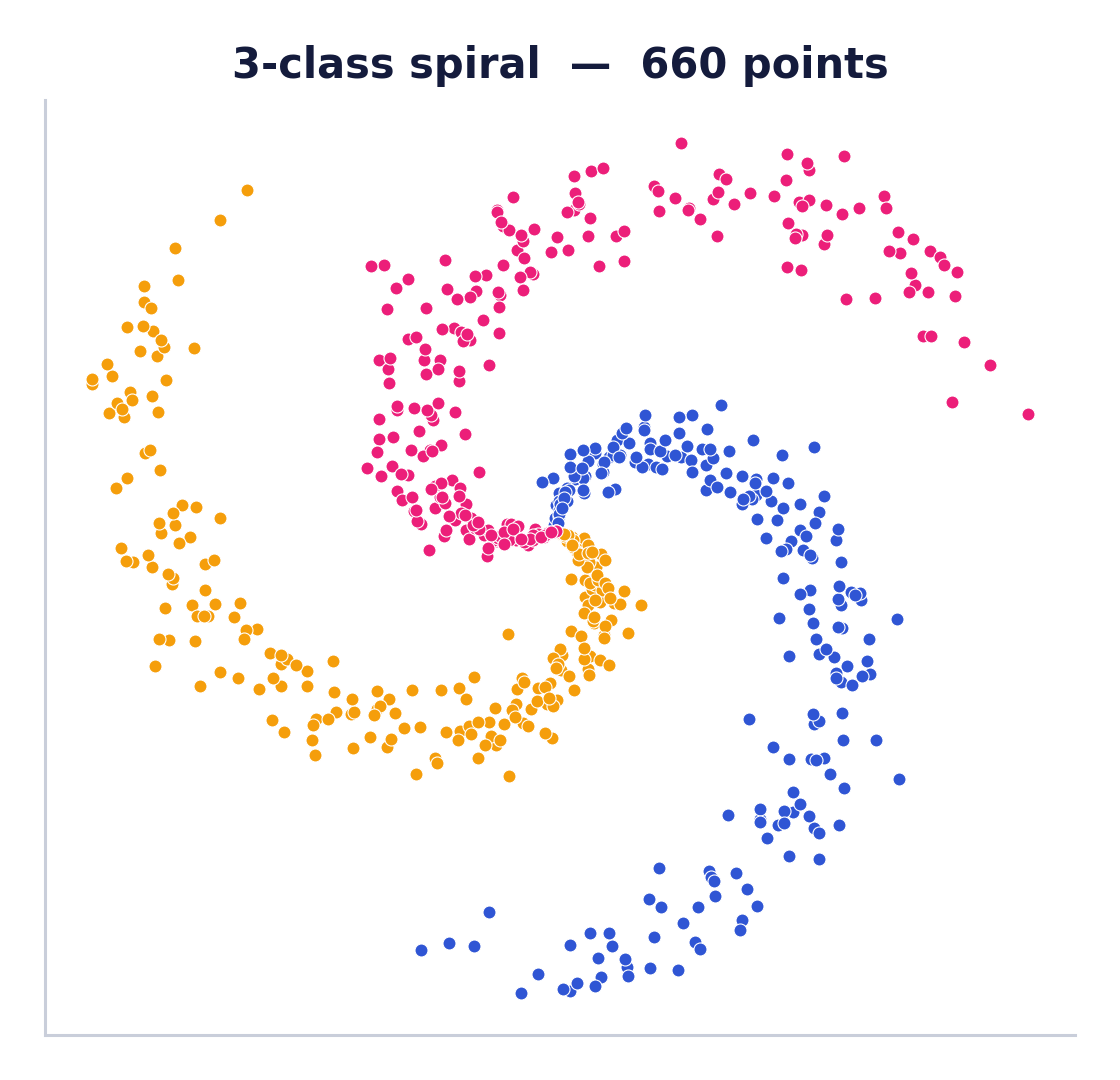 3-class spiral — 660 points